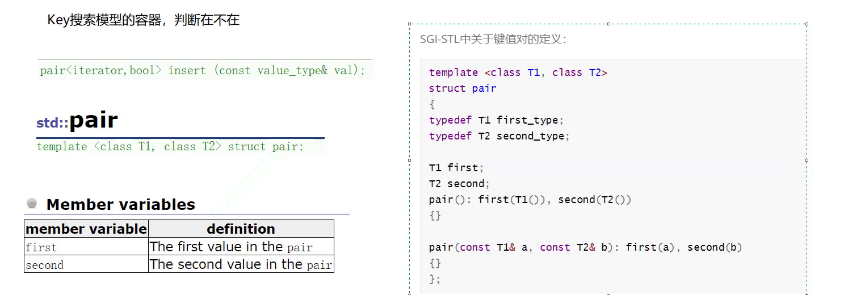 Key搜索模型的容器，判断在不在
pair<iterator,bool> insert (const value_type& val);
std::pair
template <class T1, class T2> struct pair;
Member variables
member variable definition
first The first value in the pair
second The second value in the pair
SGI-STL中关于键值对的定义：
template <class T1, class T2>
struct pair
{
typedef T1 first_type;
typedef T2 second_type;
T1 first;
T2 second;
pair(): first(T1()), second(T2())
{}
pair(const T1& a, const T2& b): first(a), second(b)
{}
};